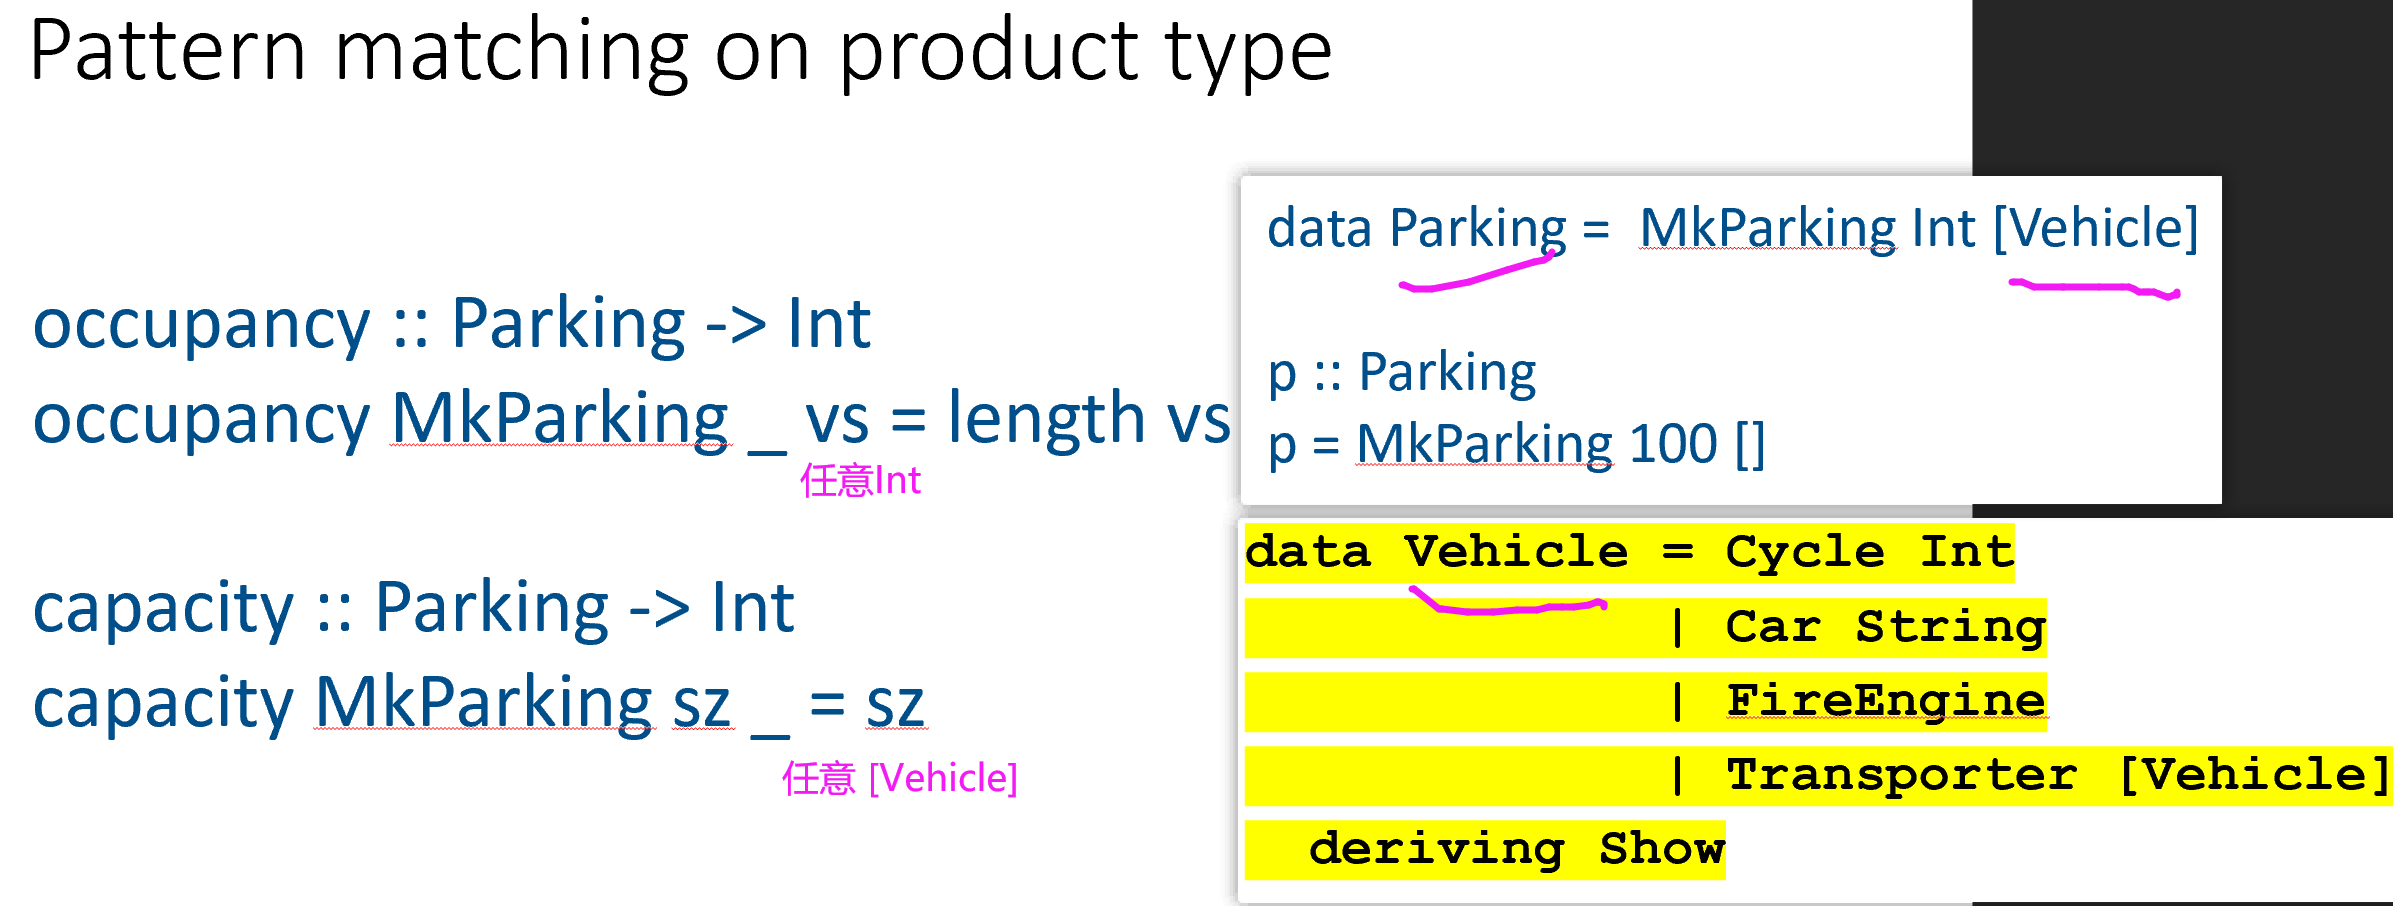 Pattern matching on product type
occupancy :: Parking -> Int
occupancy MkParking _ vs = length vs
任意Int
capacity :: Parking -> Int
capacity MkParking sz _ = sz
任意 [Vehicle]
data Parking = MkParking Int [Vehicle]
p :: Parking
p = MkParking 100 []
data Vehicle = Cycle Int
| Car String
| FireEngine
| Transporter [Vehicle]
deriving Show